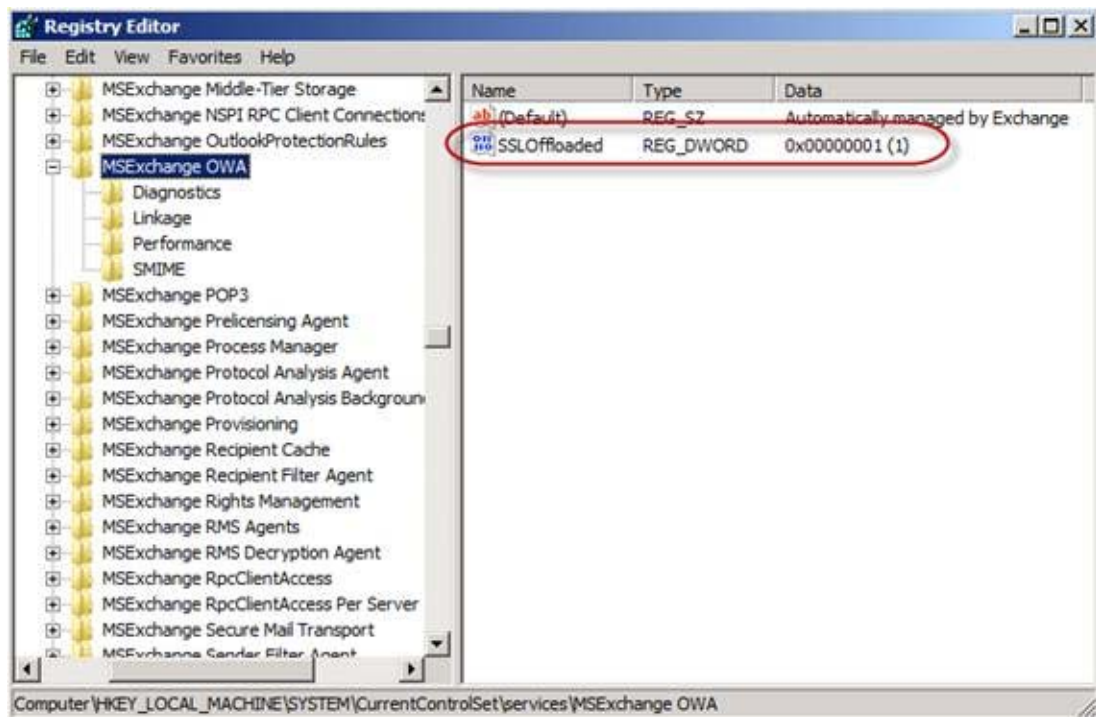 Registry Editor
File Edit View Favorites Help
Name Type Data
(Default) REG_SZ Automatically managed by Exchange
SSLOffloaded REG_DWORD 0x00000001 (1)
MSExchange Middle-Tier Storage
MSExchange NSPI RPC Client Connections
MSExchange OutlookProtectionRules
MSExchange OWA
Diagnostics
Linkage
Performance
SMIME
MSExchange POP3
MSExchange Prelicensing Agent
MSExchange Process Manager
MSExchange Protocol Analysis Agent
MSExchange Protocol Analysis Backgroun
MSExchange Provisioning
MSExchange Recipient Cache
MSExchange Recipient Filter Agent
MSExchange Rights Management
MSExchange RMS Agents
MSExchange RMS Decryption Agent
MSExchange RpcClientAccess
MSExchange RpcClientAccess Per Server
MSExchange Secure Mail Transport
MSExchange Sender Filter Agent
Computer\HKEY_LOCAL_MACHINE\SYSTEM\CurrentControlSet\services\MSExchange OWA